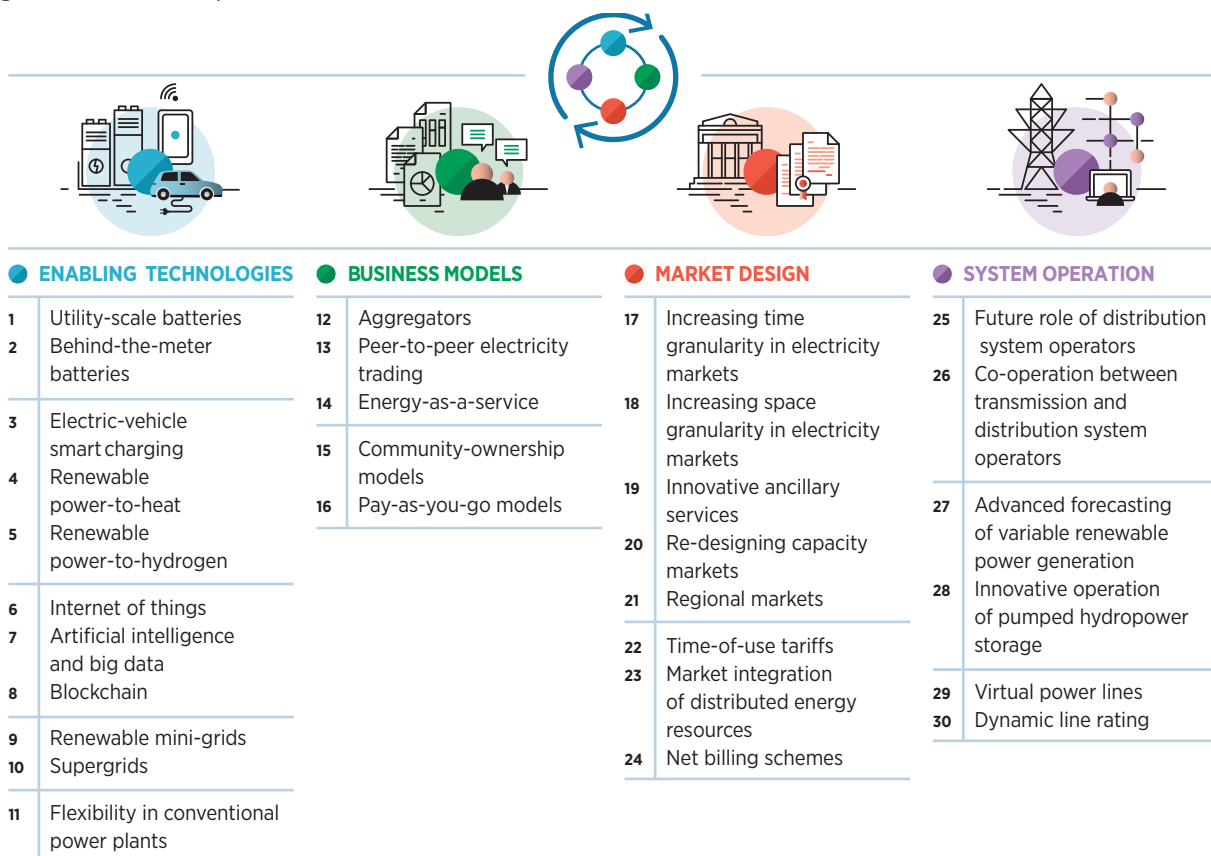 ENABLING TECHNOLOGIES
1 Utility-scale batteries
2 Behind-the-meter
batteries
3 Electric-vehicle
smart charging
4 Renewable
power-to-heat
5 Renewable
power-to-hydrogen
6 Internet of things
7 Artificial intelligence
and big data
8 Blockchain
9 Renewable mini-grids
10 Supergrids
11 Flexibility in conventional
power plants
BUSINESS MODELS
12 Aggregators
13 Peer-to-peer electricity
trading
14 Energy-as-a-service
15 Community-ownership
models
16 Pay-as-you-go models
MARKET DESIGN
17 Increasing time
granularity in electricity
markets
18 Increasing space
granularity in electricity
markets
19 Innovative ancillary
services
20 Re-designing capacity
markets
21 Regional markets
22 Time-of-use tariffs
23 Market integration
of distributed energy
resources
24 Net billing schemes
SYSTEM OPERATION
25 Future role of distribution
system operators
26 Co-operation between
transmission and
distribution system
operators
27 Advanced forecasting
of variable renewable
power generation
28 Innovative operation
of pumped hydropower
storage
29 Virtual power lines
30 Dynamic line rating